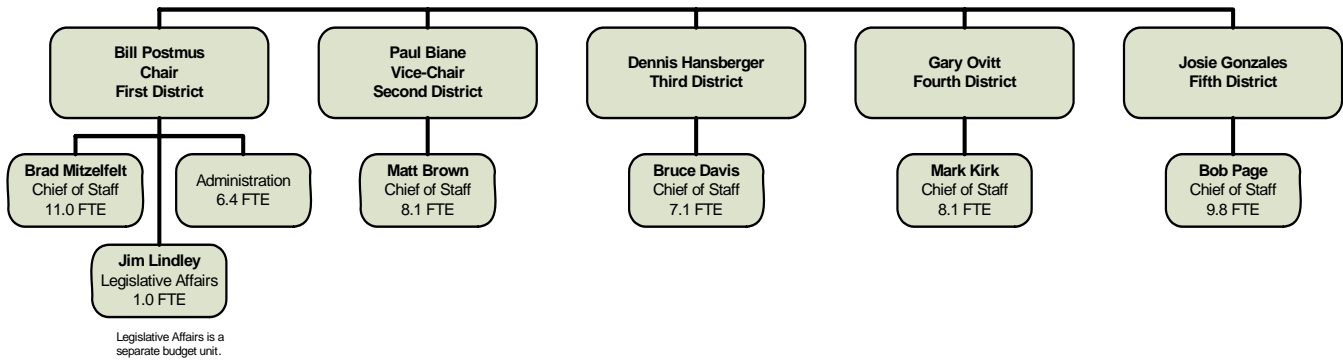 Bill Postmus
Chair
First District
Paul Biane
Vice-Chair
Second District
Dennis Hansberger
Third District
Gary Ovitt
Fourth District
Josie Gonzales
Fifth District
Brad Mitzelfelt
Chief of Staff
11.0 FTE
Administration
6.4 FTE
Matt Brown
Chief of Staff
8.1 FTE
Bruce Davis
Chief of Staff
7.1 FTE
Mark Kirk
Chief of Staff
8.1 FTE
Bob Page
Chief of Staff
9.8 FTE
Jim Lindley
Legislative Affairs
1.0 FTE
Legislative Affairs is a
separate budget unit.